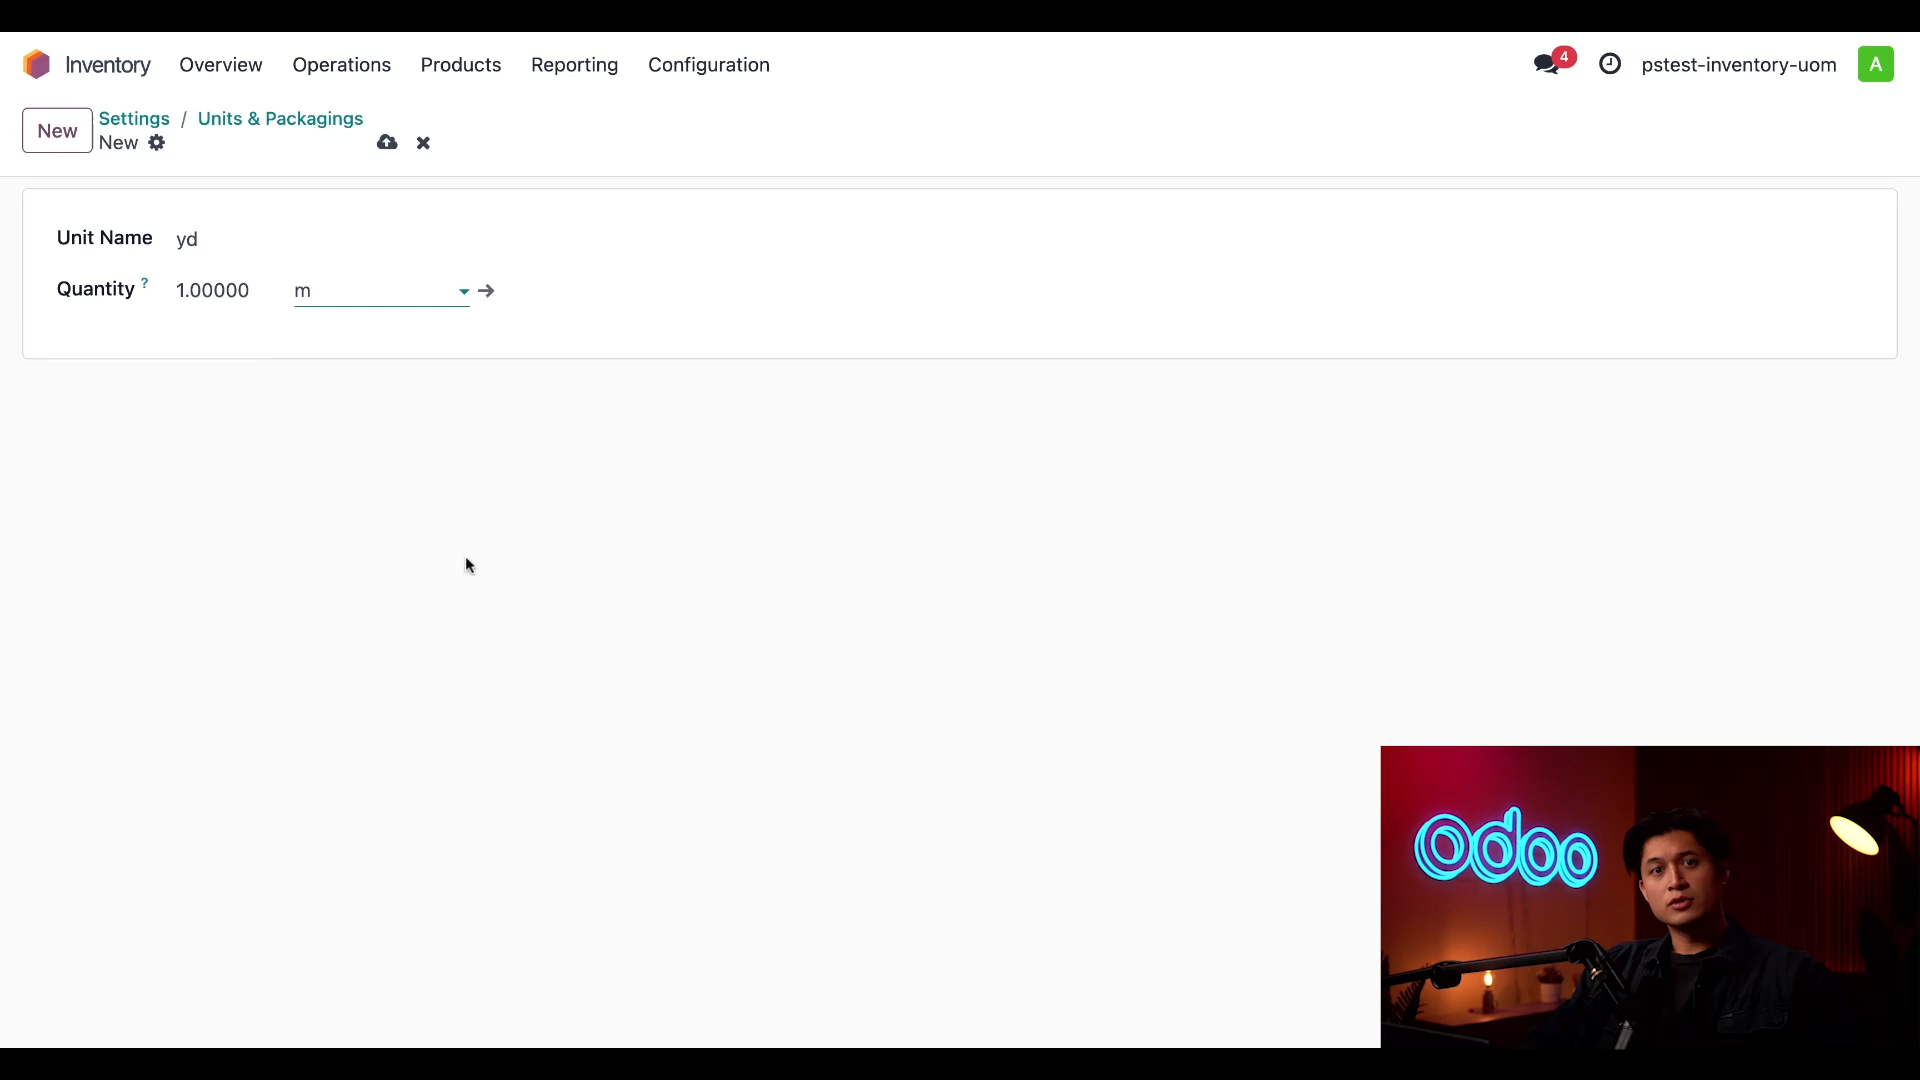 Inventory Overview Operations Products Reporting Configuration 4 pstest-inventory-uom A
New Settings / Units & Packagings
New
Unit Name yd
Quantity ? 1.00000 m
odoo